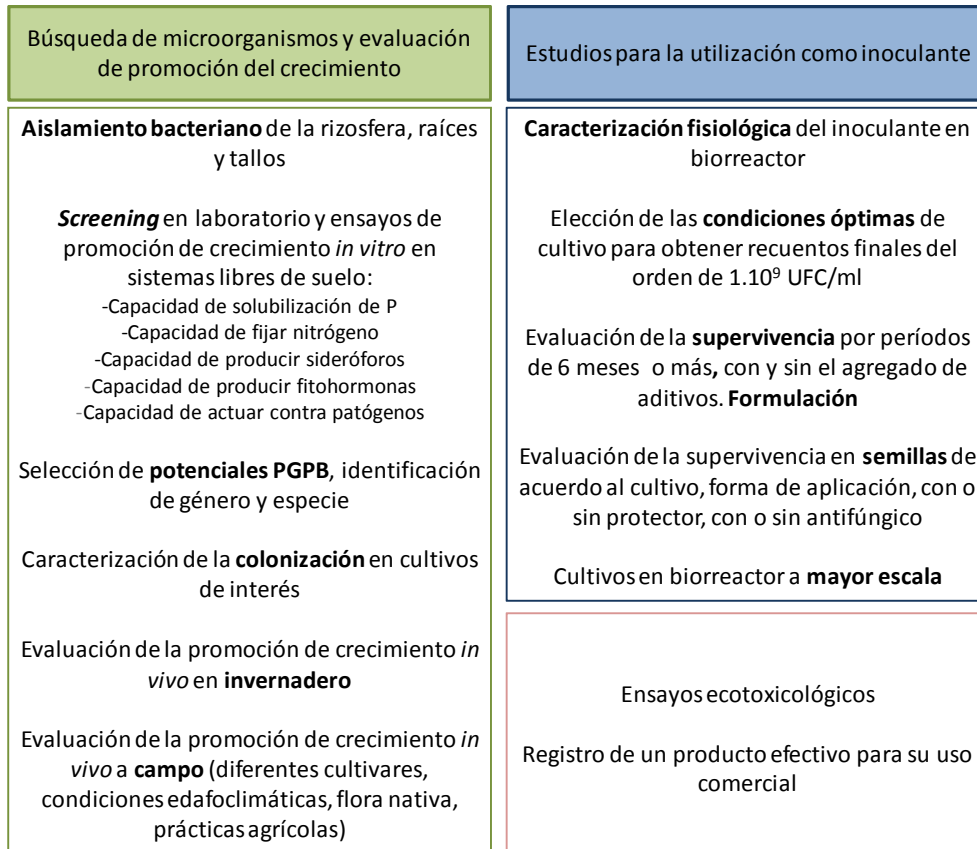 Búsqueda de microorganismos y evaluación
de promoción del crecimiento
Aislamiento bacteriano de la rizosfera, raíces
y tallos
Screening en laboratorio y ensayos de
promoción de crecimiento in vitro en
sistemas libres de suelo:
-Capacidad de solubilización de P
-Capacidad de fijar nitrógeno
-Capacidad de producir sideróforos
-Capacidad de producir fitohormonas
-Capacidad de actuar contra patógenos
Selección de potenciales PGPB, identificación
de género y especie
Caracterización de la colonización en cultivos
de interés
Evaluación de la promoción de crecimiento in
vivo en invernadero
Evaluación de la promoción de crecimiento in
vivo a campo (diferentes cultivares,
condiciones edafoclimáticas, flora nativa,
prácticas agrícolas)
Estudios para la utilización como inoculante
Caracterización fisiológica del inoculante en
biorreactor
Elección de las condiciones óptimas de
cultivo para obtener recuentos finales del
orden de 1.10⁹ UFC/ml
Evaluación de la supervivencia por períodos
de 6 meses o más, con y sin el agregado de
aditivos. Formulación
Evaluación de la supervivencia en semillas de
acuerdo al cultivo, forma de aplicación, con o
sin protector, con o sin antifúngico
Cultivos en biorreactor a mayor escala
Ensayos ecotoxicológicos
Registro de un producto efectivo para su uso
comercial